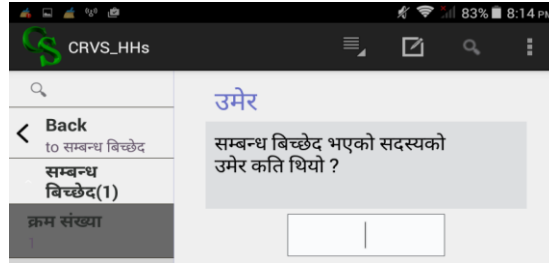 83% 8:14 PM
CS CRVS_HHs
Back
to सम्बन्ध बिच्छेद
सम्बन्ध
बिच्छेद(1)
क्रम संख्या
1
उमेर
सम्बन्ध बिच्छेद भएको सदस्यको
उमेर कति थियो ?